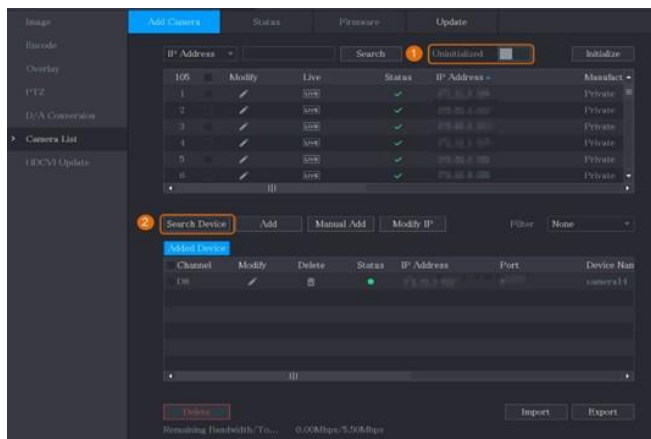 Image
Encode
Overlay
PTZ
D/A Conversion
> Camera List
HDCVI Update
Add Camera Status Firmware Update
IP Address Search 1 Uninitialized Initialize
105 Modify Live Status IP Address Manufact
1 LIVE Private
2 LIVE Private
3 LIVE Private
4 LIVE Private
5 LIVE Private
6 LIVE Private
2 Search Device Add Manual Add Modify IP Filter None
Added Device
Channel Modify Delete Status IP Address Port Device Nam
D8 camera14
Delete Import Export
Remaining Bandwidth/To... 0.00Mbps/5.50Mbps